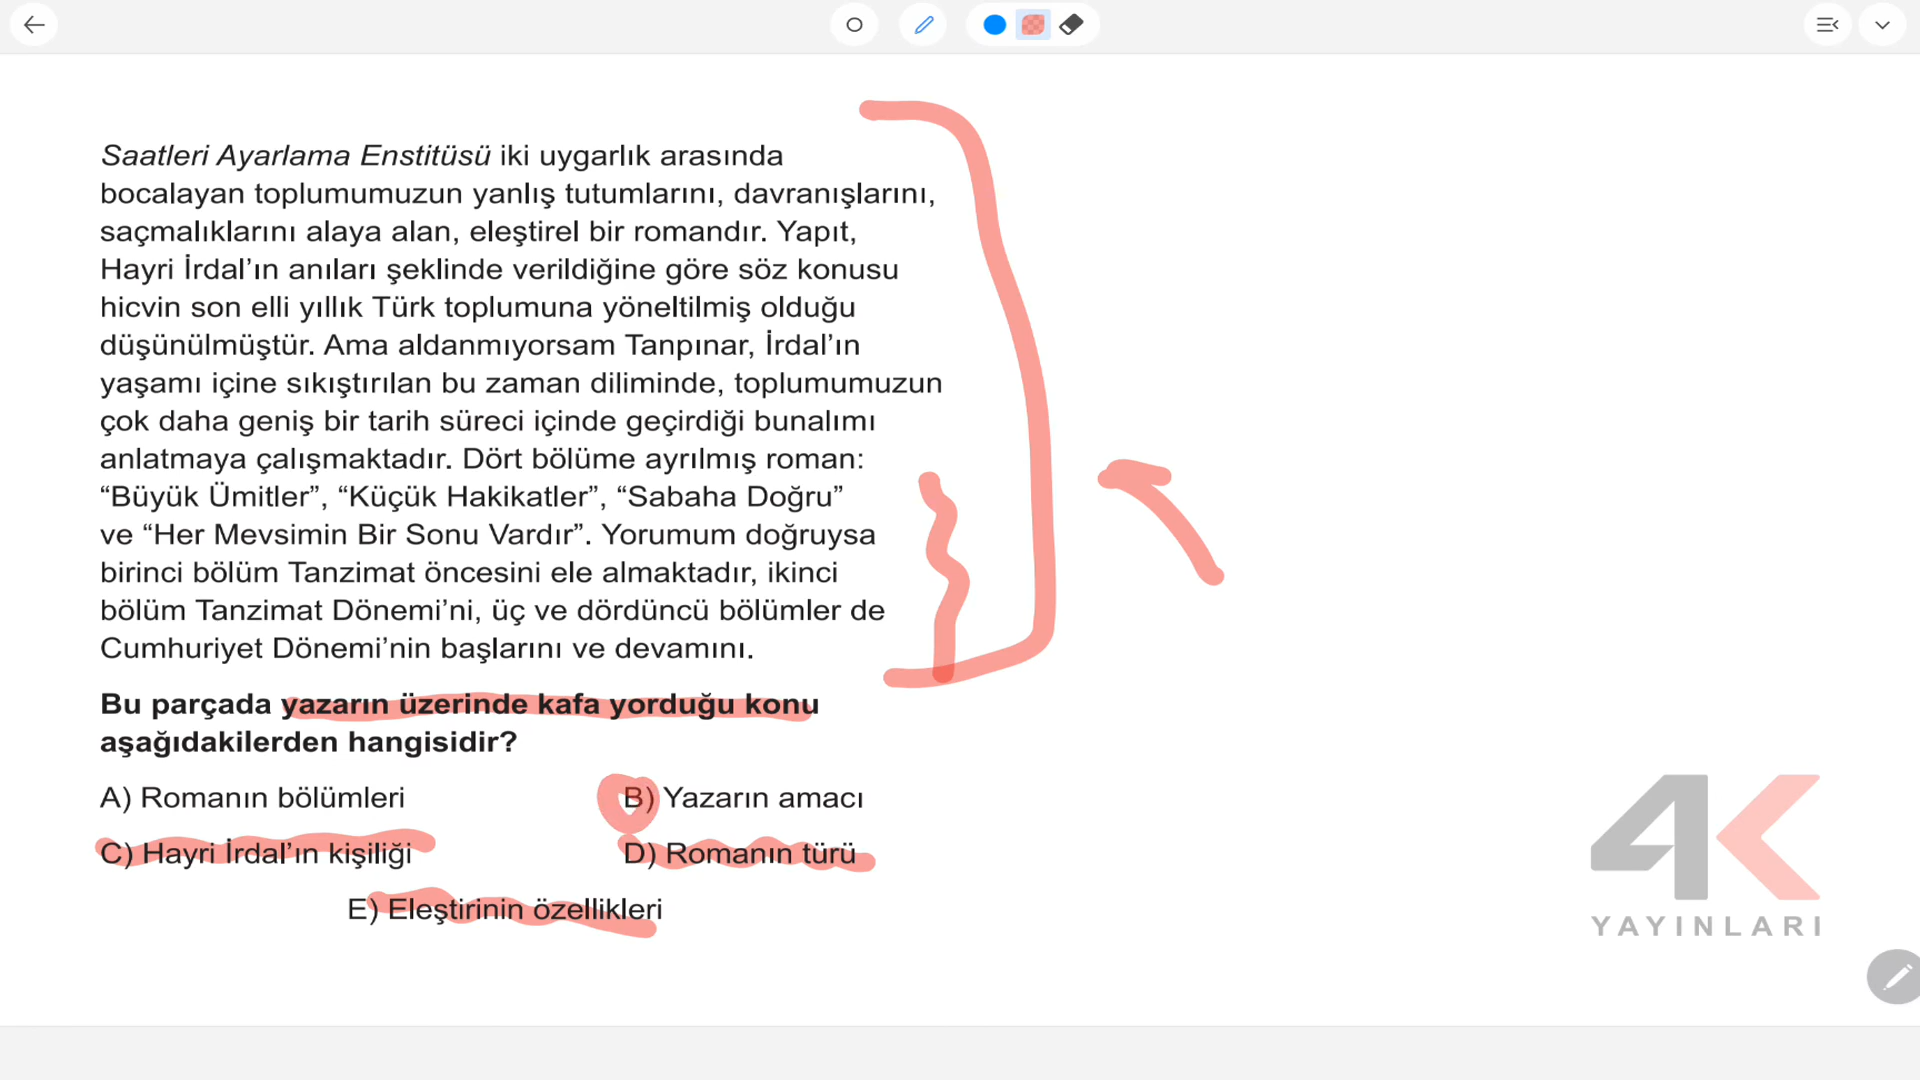 Saatleri Ayarlama Enstitüsü iki uygarlık arasında
bocalayan toplumumuzun yanlış tutumlarını, davranışlarını,
saçmalıklarını alaya alan, eleştirel bir romandır. Yapıt,
Hayri İrdal’ın anıları şeklinde verildiğine göre söz konusu
hicvin son elli yıllık Türk toplumuna yöneltilmiş olduğu
düşünülmüştür. Ama aldanmıyorsam Tanpınar, İrdal’ın
yaşamı içine sıkıştırılan bu zaman diliminde, toplumumuzun
çok daha geniş bir tarih süreci içinde geçirdiği bunalımı
anlatmaya çalışmaktadır. Dört bölüme ayrılmış roman:
“Büyük Ümitler”, “Küçük Hakikatler”, “Sabaha Doğru”
ve “Her Mevsimin Bir Sonu Vardır”. Yorumum doğruysa
birinci bölüm Tanzimat öncesini ele almaktadır, ikinci
bölüm Tanzimat Dönemi’ni, üç ve dördüncü bölümler de
Cumhuriyet Dönemi’nin başlarını ve devamını.
Bu parçada yazarın üzerinde kafa yorduğu konu
aşağıdakilerden hangisidir?
A) Romanın bölümleri
B) Yazarın amacı
C) Hayri İrdal’ın kişiliği
D) Romanın türü
E) Eleştirinin özellikleri
4K
YAYINLARI